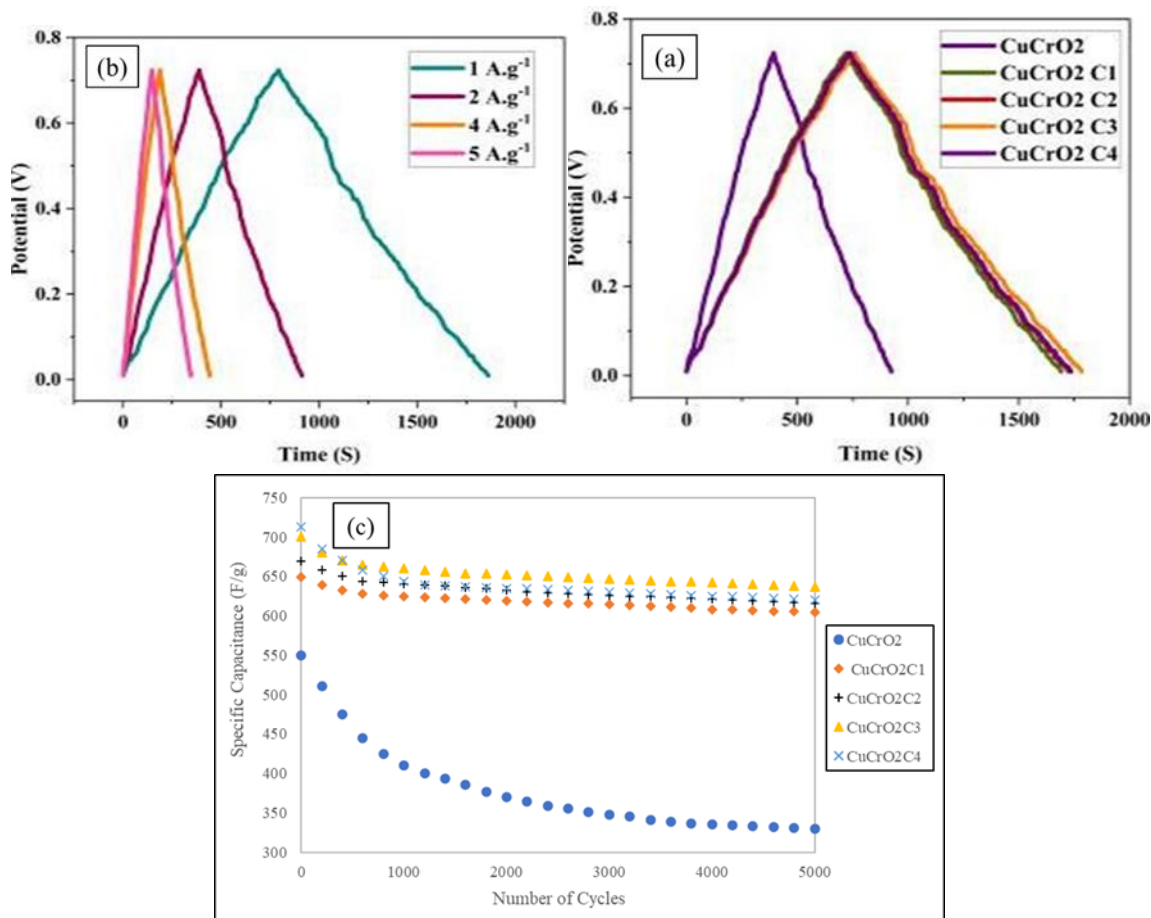 0.8
0.6
0.4
0.2
0.0
Potential (V)
(b)
1 A.g⁻¹
2 A.g⁻¹
4 A.g⁻¹
5 A.g⁻¹
0
500
1000
1500
2000
Time (S)
0.8
0.6
0.4
0.2
0.0
Potential (V)
(a)
CuCrO2
CuCrO2 C1
CuCrO2 C2
CuCrO2 C3
CuCrO2 C4
0
500
1000
1500
2000
Time (S)
750
700
650
600
550
500
450
400
350
300
Specific Capacitance (F/g)
(c)
CuCrO2
CuCrO2C1
CuCrO2C2
CuCrO2C3
CuCrO2C4
0
1000
2000
3000
4000
5000
Number of Cycles